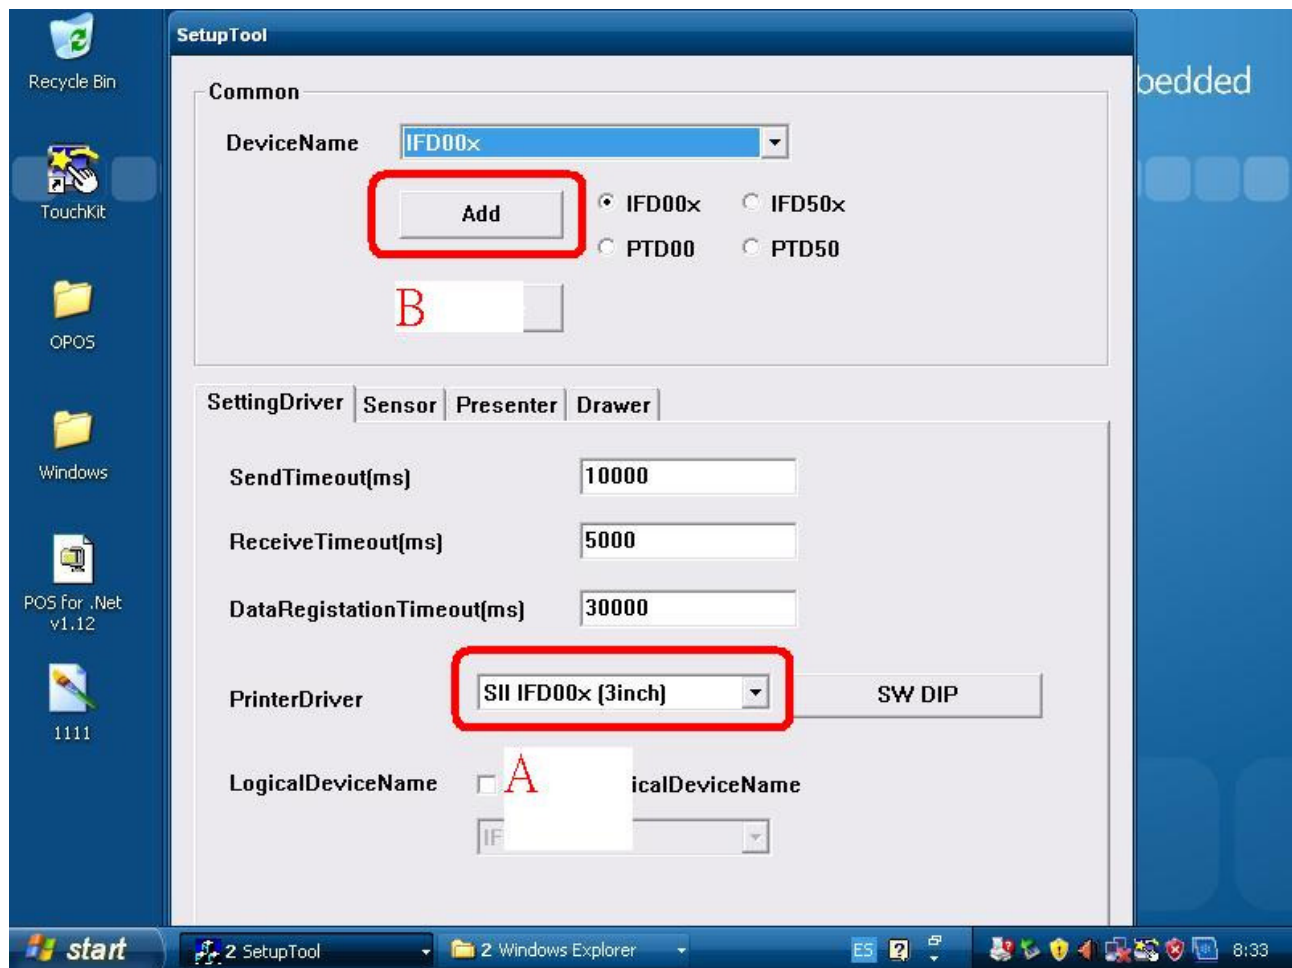 Recycle Bin
TouchKit
OPOS
Windows
POS for .Net
v1.12
1111
SetupTool
bedded
Common
DeviceName
IFD00x
Add
IFD00x
IFD50x
PTD00
PTD50
B
SettingDriver
Sensor
Presenter
Drawer
SendTimeout(ms)
10000
ReceiveTimeout(ms)
5000
DataRegistationTimeout(ms)
30000
PrinterDriver
SII IFD00x (3inch)
SW DIP
LogicalDeviceName
A
icalDeviceName
IF
start
2 SetupTool
2 Windows Explorer
ES
8:33